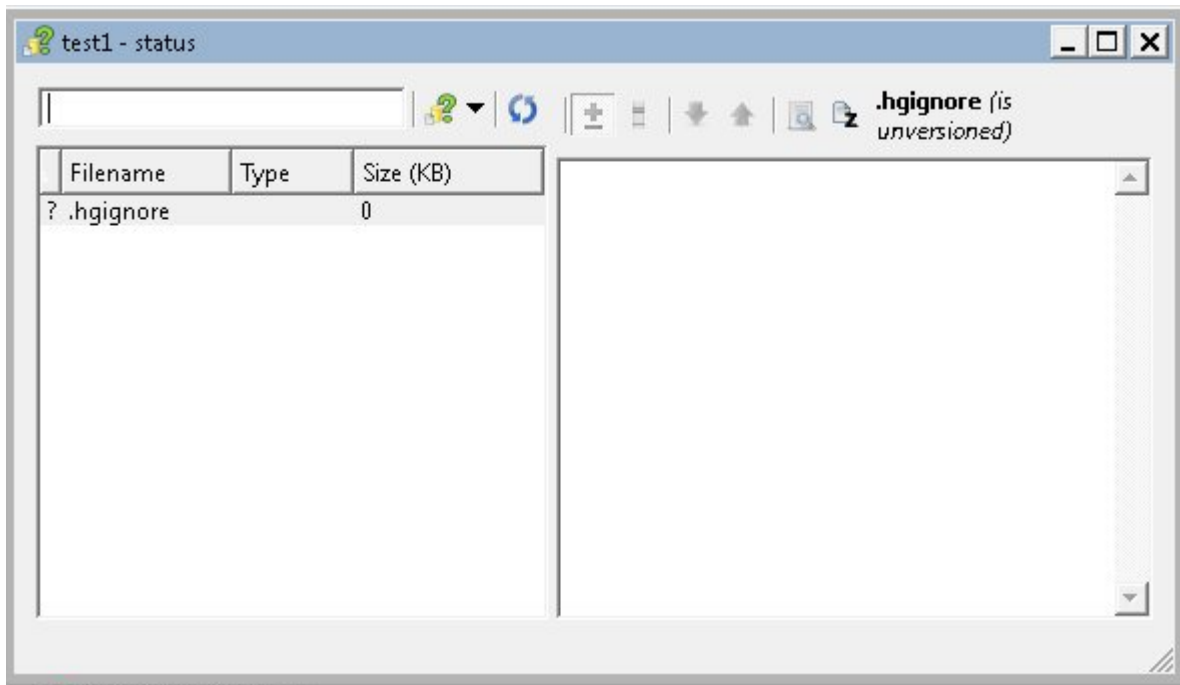 test1 - status
.hgignore (is
unversioned)
Filename Type Size (KB)
? .hgignore 0